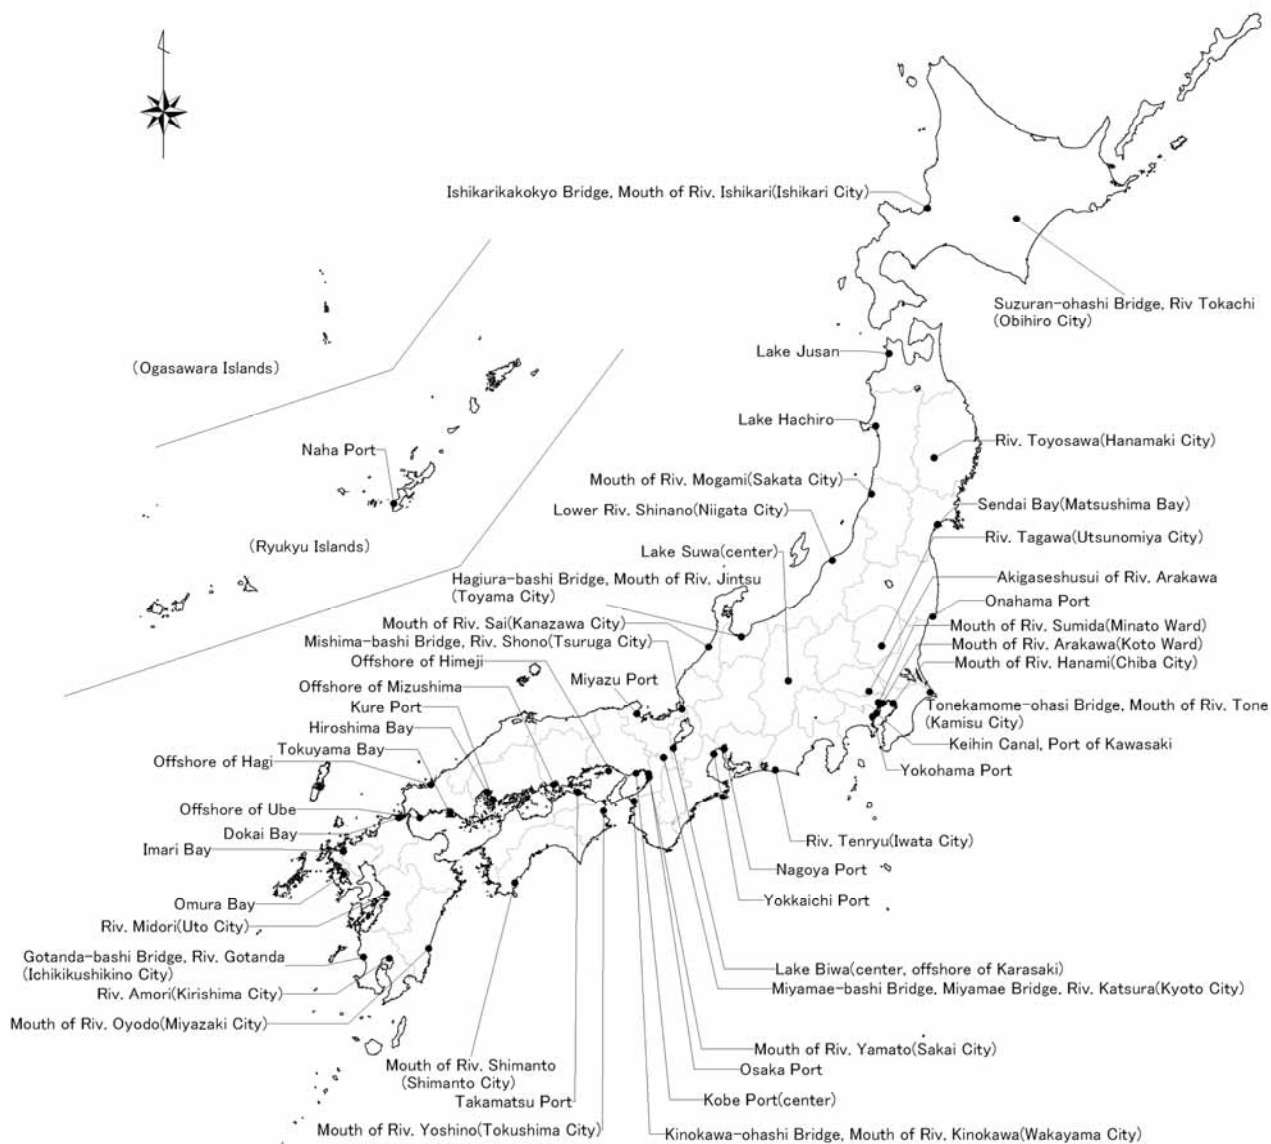 Ishikarikakokyo Bridge, Mouth of Riv. Ishikari(Ishikari City)
Suzuran-ohashi Bridge, Riv Tokachi
(Obihiro City)
Lake Jusan
(Ogasawara Islands)
Lake Hachiro
Riv. Toyosawa(Hanamaki City)
Naha Port
Mouth of Riv. Mogami(Sakata City)
Sendai Bay(Matsushima Bay)
Lower Riv. Shinano(Niigata City)
Riv. Tagawa(Utsunomiya City)
(Ryukyu Islands)
Lake Suwa(center)
Hagiura-bashi Bridge, Mouth of Riv. Jintsu
(Toyama City)
Akigaseshusui of Riv. Arakawa
Onahama Port
Mouth of Riv. Sai(Kanazawa City)
Mouth of Riv. Sumida(Minato Ward)
Mishima-bashi Bridge, Riv. Shono(Tsuruga City)
Mouth of Riv. Arakawa(Koto Ward)
Offshore of Himeji
Mouth of Riv. Hanami(Chiba City)
Miyazu Port
Offshore of Mizushima
Kure Port
Tonekamome-ohasi Bridge, Mouth of Riv. Tone
(Kamisu City)
Hiroshima Bay
Tokuyama Bay
Keihin Canal, Port of Kawasaki
Offshore of Hagi
Yokohama Port
Offshore of Ube
Dokai Bay
Imari Bay
Riv. Tenryu(Iwata City)
Nagoya Port
Omura Bay
Yokkaichi Port
Riv. Midori(Uto City)
Gotanda-bashi Bridge, Riv. Gotanda
(Ichikikushikino City)
Lake Biwa(center, offshore of Karasaki)
Riv. Amori(Kirishima City)
Miyamae-bashi Bridge, Miyamae Bridge, Riv. Katsura(Kyoto City)
Mouth of Riv. Oyodo(Miyazaki City)
Mouth of Riv. Yamato(Sakai City)
Mouth of Riv. Shimanto
(Shimanto City)
Osaka Port
Takamatsu Port
Kobe Port(center)
Mouth of Riv. Yoshino(Tokushima City)
Kinokawa-ohashi Bridge, Mouth of Riv. Kinokawa(Wakayama City)